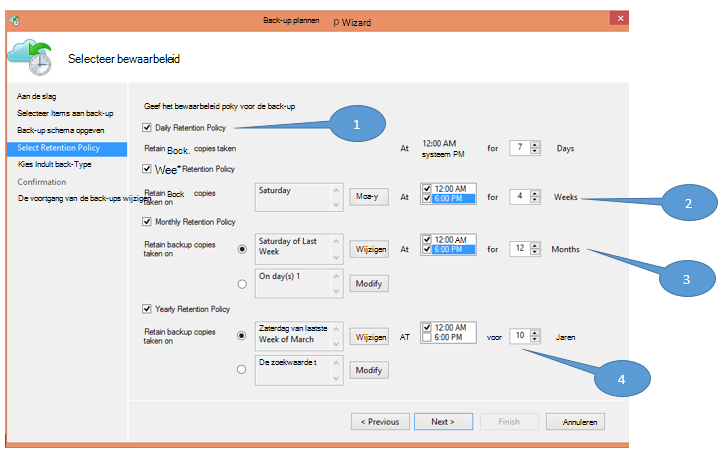 Back-up plannen p Wizard
Selecteer bewaarbeleid
Aan de slag
Selecteer Items aan back-up
Back-up schema opgeven
Select Retention Policy
Kies Indult back-Type
Confirmation
De voortgang van de back-ups wijzigen
Geef het bewaarbeleid poky voor de back-up
Daily Retention Policy
1
Retain Bock. copies taken
At
12:00 AM
systeem PM
for
7
Days
Wee* Retention Policy
Retain Bock copies
taken on
Saturday
Moa-y
At
12:00 AM
6:00 PM
for
4
Weeks
2
Monthly Retention Policy
Retain backup copies
taken on
Saturday of Last
Week
Wijzigen
At
12:00 AM
6:00 PM
for
12
Months
3
On day(s) 1
Modify
Yearly Retention Policy
Retain backup copies
taken on
Zaterdag van laatste
Week of March
Wijzigen
AT
12:00 AM
6:00 PM
voor
10
Jaren
4
De zoekwaarde t
Modify
< Previous
Next >
Finish
Annuleren